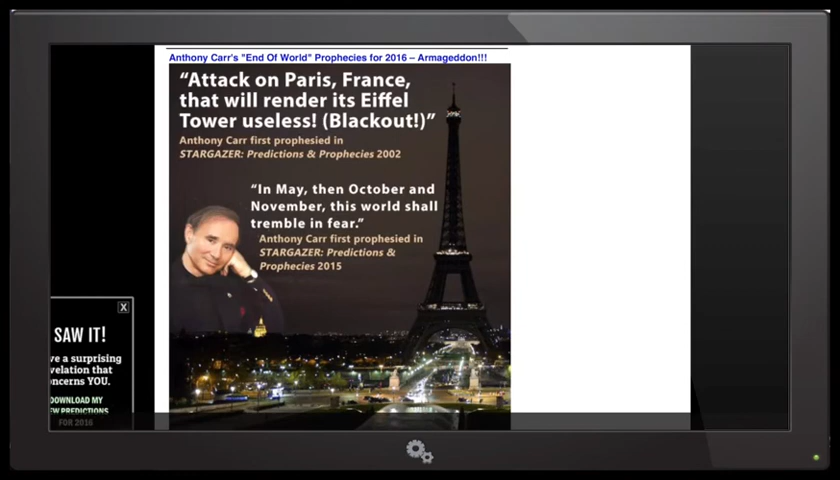 Anthony Carr's "End Of World" Prophecies for 2016 – Armageddon!!!
“Attack on Paris, France,
that will render its Eiffel
Tower useless! (Blackout!)”
Anthony Carr first prophesied in
STARGAZER: Predictions & Prophecies 2002
“In May, then October and
November, this world shall
tremble in fear.”
Anthony Carr first prophesied in
STARGAZER: Predictions &
Prophecies 2015
X
SAW IT!
ve a surprising
velation that
ncerns YOU.
DOWNLOAD MY
EW PREDICTIONS
FOR 2016